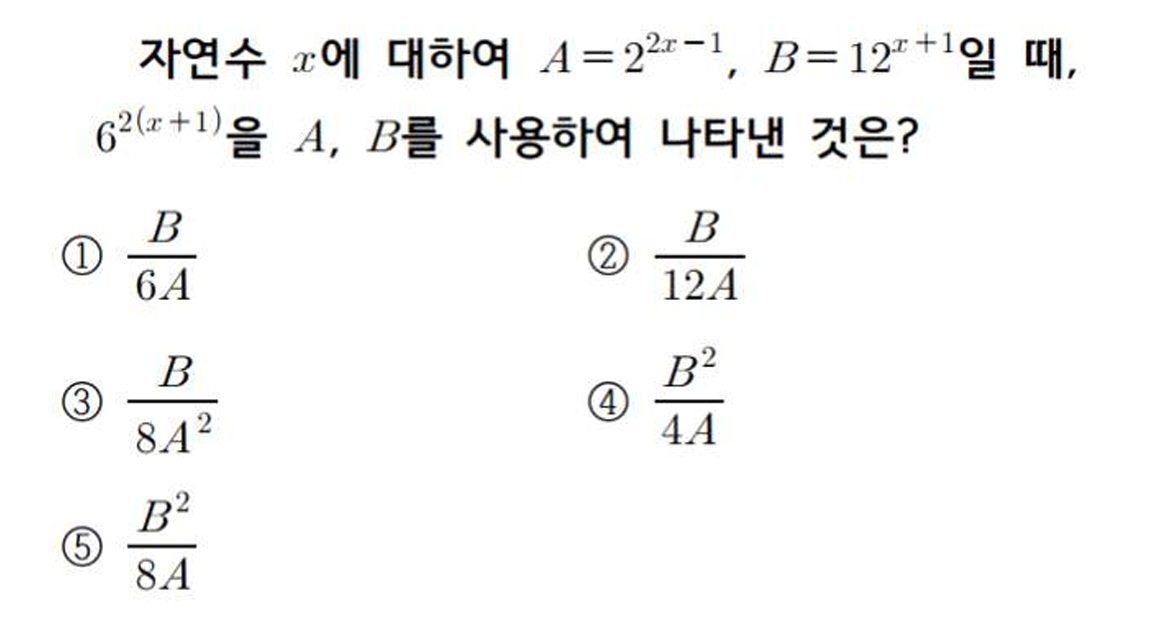 자연수 $x$에 대하여 $A=2^{2x-1}$, $B=12^{x+1}$일 때,
$6^{2(x+1)}$을 $A$, $B$를 사용하여 나타낸 것은?
① $\frac{B}{6A}$ ② $\frac{B}{12A}$
③ $\frac{B}{8A^2}$ ④ $\frac{B^2}{4A}$
⑤ $\frac{B^2}{8A}$